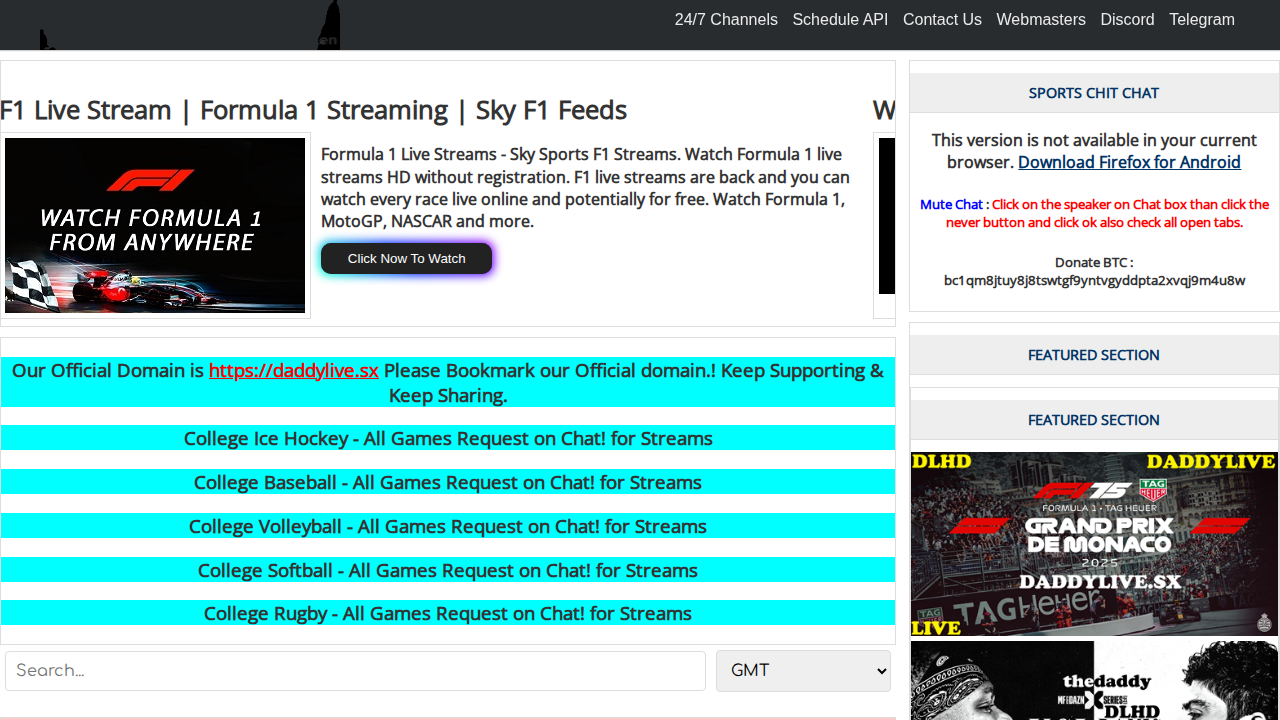 24/7 Channels Schedule API Contact Us Webmasters Discord Telegram
F1 Live Stream | Formula 1 Streaming | Sky F1 Feeds
F1
WATCH FORMULA 1
FROM ANYWHERE
Formula 1 Live Streams - Sky Sports F1 Streams. Watch Formula 1 live
streams HD without registration. F1 live streams are back and you can
watch every race live online and potentially for free. Watch Formula 1,
MotoGP, NASCAR and more.
Click Now To Watch
W
Our Official Domain is https://daddylive.sx Please Bookmark our Official domain.! Keep Supporting &
Keep Sharing.
College Ice Hockey - All Games Request on Chat! for Streams
College Baseball - All Games Request on Chat! for Streams
College Volleyball - All Games Request on Chat! for Streams
College Softball - All Games Request on Chat! for Streams
College Rugby - All Games Request on Chat! for Streams
Search...
GMT
SPORTS CHIT CHAT
This version is not available in your current
browser. Download Firefox for Android
Mute Chat : Click on the speaker on Chat box than click the
never button and click ok also check all open tabs.
Donate BTC :
bc1qm8jtuy8j8tswtgf9yntvgyddpta2xvqj9m4u8w
FEATURED SECTION
FEATURED SECTION
DLHD DADDYLIVE
F1 75 TAG HEUER
FORMULA 1 • TAG HEUER
GRAND PRIX
DE MONACO
2025
DADDYLIVE.SX
TAG HEUER TAGHeuer
LIVE
thedaddy
MF|DAZN X SERIES
DLHD